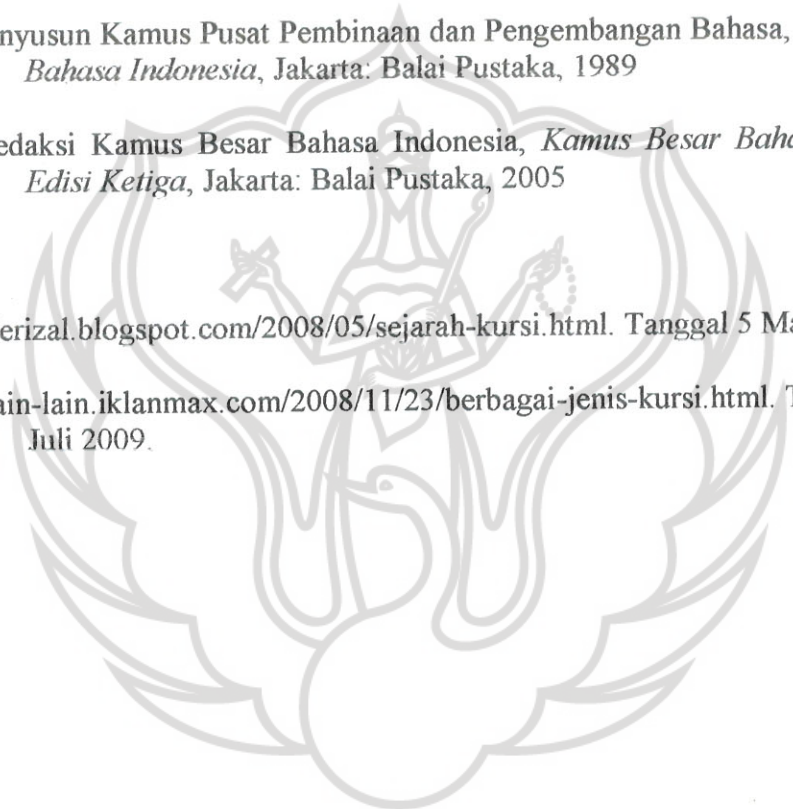 nyusun Kamus Pusat Pembinaan dan Pengembangan Bahasa,
Bahasa Indonesia, Jakarta: Balai Pustaka, 1989
edaksi Kamus Besar Bahasa Indonesia, Kamus Besar Baha
Edisi Ketiga, Jakarta: Balai Pustaka, 2005
erizal.blogspot.com/2008/05/sejarah-kursi.html. Tanggal 5 Ma
ain-lain.iklanmax.com/2008/11/23/berbagai-jenis-kursi.html. T
Juli 2009.